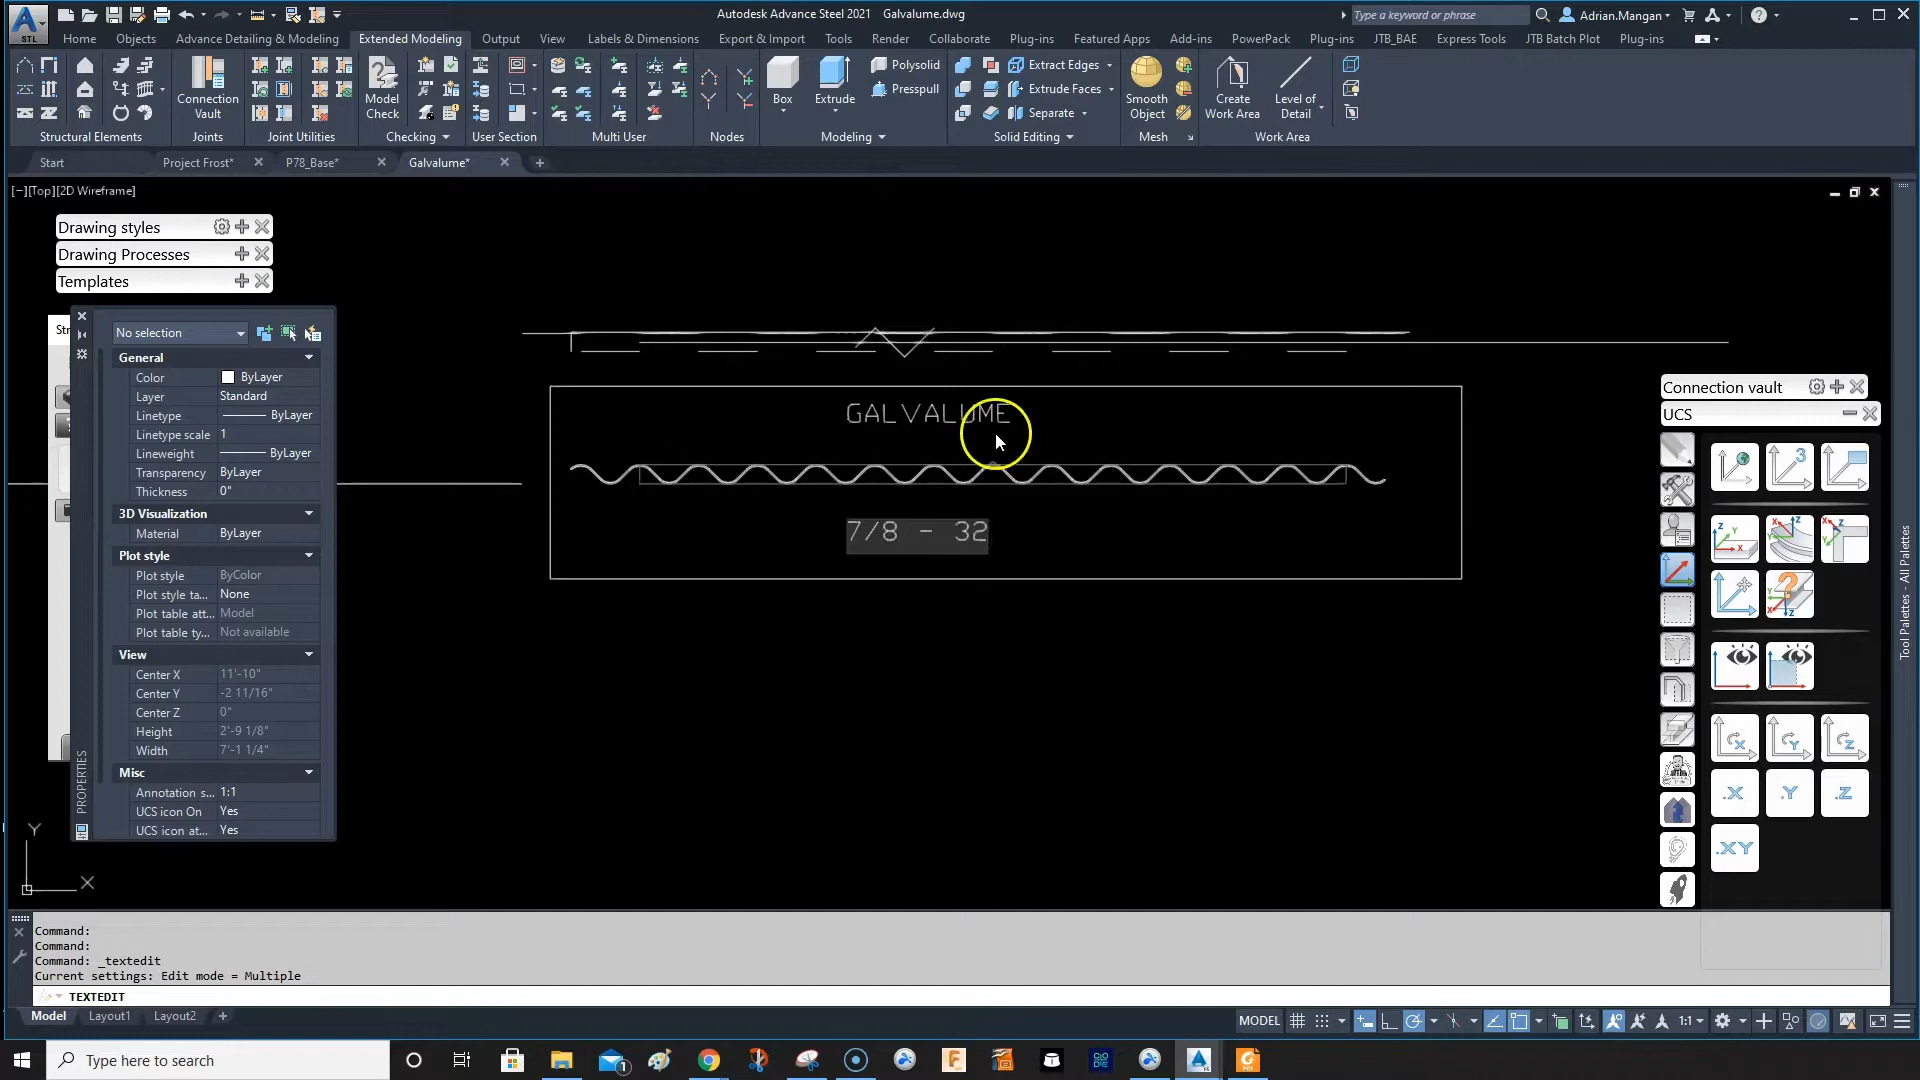 Autodesk Advance Steel 2021 Galvalume.dwg
Type a keyword or phrase
Adrian.Mangan
STL
Home Objects Advance Detailing & Modeling Extended Modeling Output View Labels & Dimensions Export & Import Tools Render Collaborate Plug-ins Featured Apps Add-ins PowerPack Plug-ins JTB_BAE Express Tools JTB Batch Plot Plug-ins
Connection Vault
Model Check
Box
Extrude
Polysolid
Presspull
Extract Edges
Extrude Faces
Separate
Smooth Object
Create Work Area
Level of Detail
Structural Elements Joints Joint Utilities Checking User Section Multi User Nodes Modeling Solid Editing Mesh Work Area
Start Project Frost* P78_Base* Galvalume*
[−][Top][2D Wireframe]
Drawing styles
Drawing Processes
Templates
Str
No selection
General
Color ByLayer
Layer Standard
Linetype ByLayer
Linetype scale 1
Lineweight ByLayer
Transparency ByLayer
Thickness 0"
3D Visualization
Material ByLayer
Plot style
Plot style ByColor
Plot style ta... None
Plot table att... Model
Plot table ty... Not available
View
Center X 11'-10"
Center Y -2 11/16"
Center Z 0"
Height 2'-9 1/8"
Width 7'-1 1/4"
Misc
Annotation s... 1:1
UCS icon On Yes
UCS icon at... Yes
PROPERTIES
GALVALUME
7/8 - 32
Connection vault
UCS
.X .Y .Z
.XY
Tool Palettes - All Palettes
Y
X
Command:
Command:
Command: _textedit
Current settings: Edit mode = Multiple
TEXTEDIT
Model Layout1 Layout2
MODEL
1:1
Type here to search